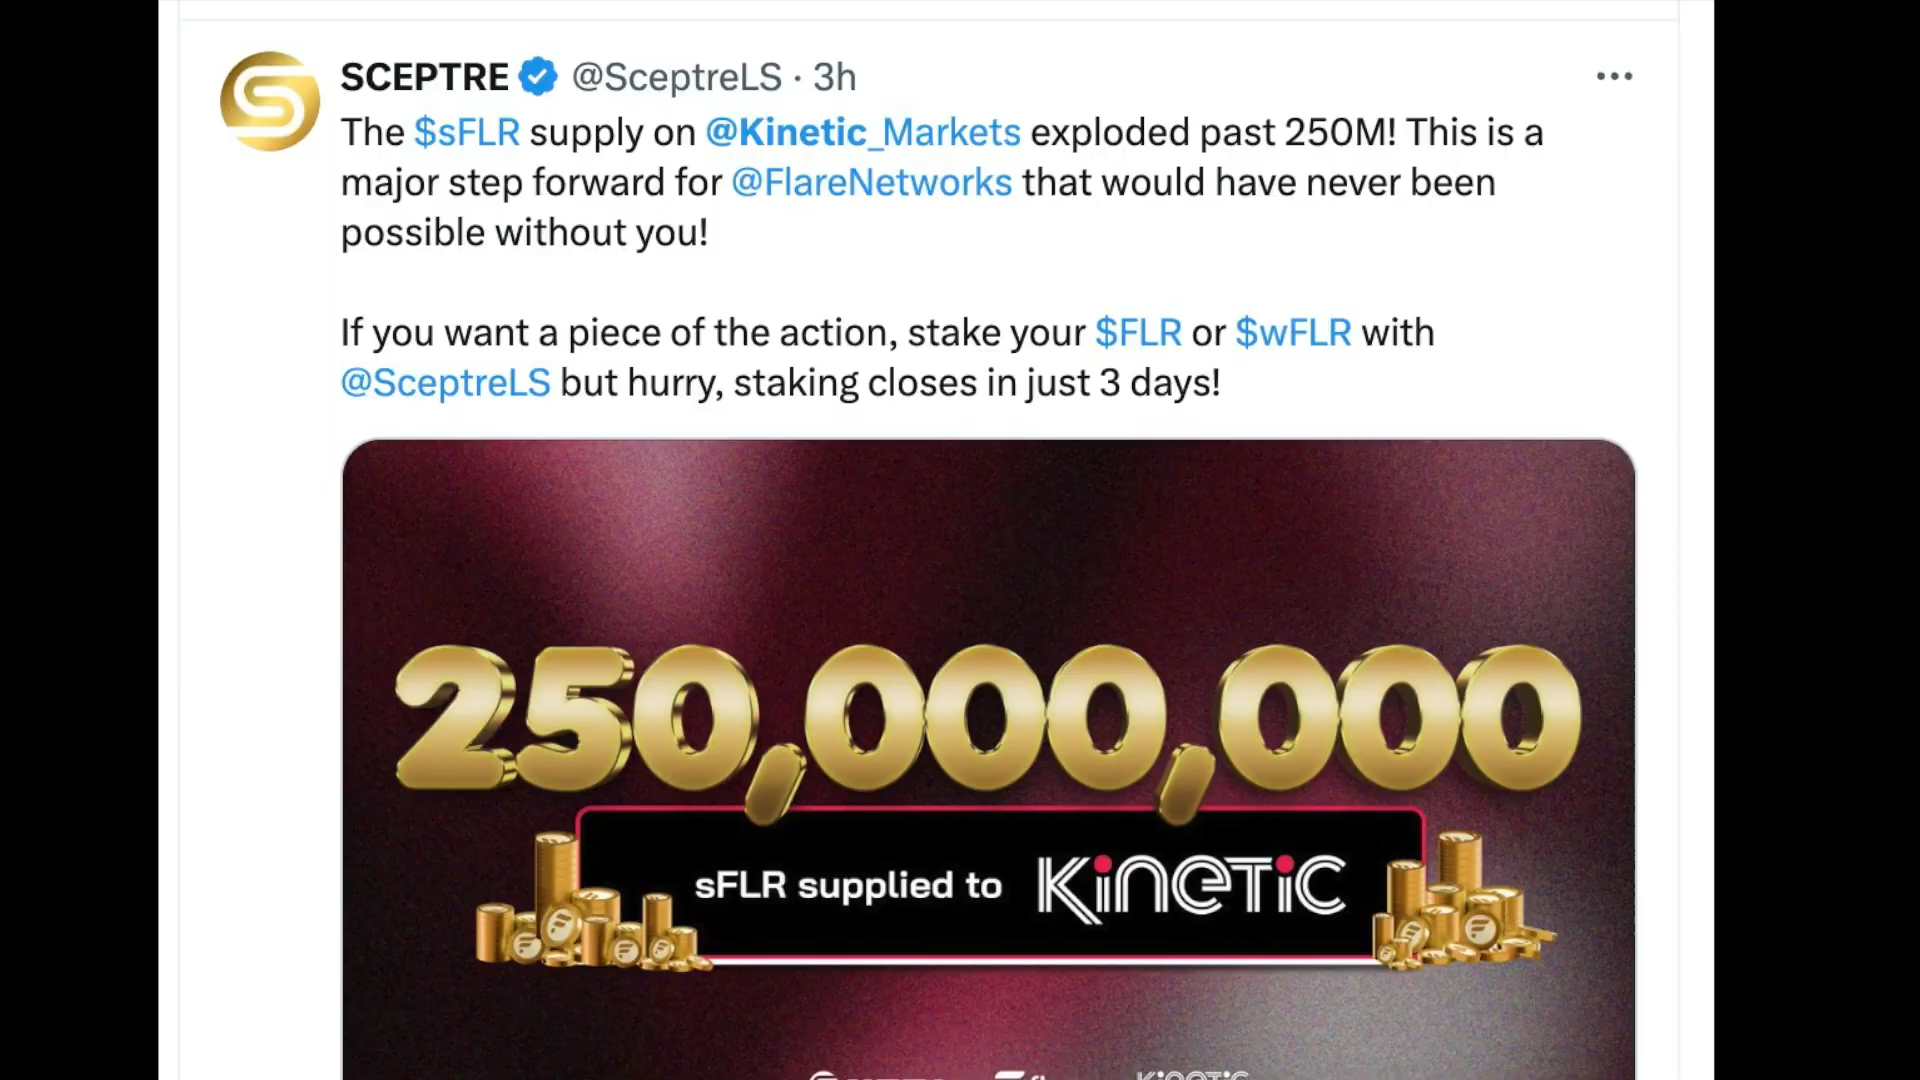 SCEPTRE @SceptreLS · 3h
The $sFLR supply on @Kinetic_Markets exploded past 250M! This is a
major step forward for @FlareNetworks that would have never been
possible without you!
If you want a piece of the action, stake your $FLR or $wFLR with
@SceptreLS but hurry, staking closes in just 3 days!
250,000,000
sFLR supplied to Kinetic